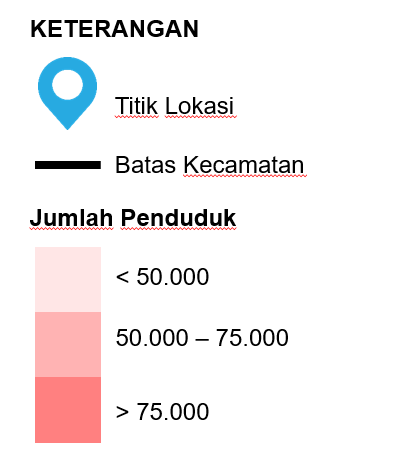 KETERANGAN
Titik Lokasi
Batas Kecamatan
Jumlah Penduduk
< 50.000
50.000 – 75.000
> 75.000